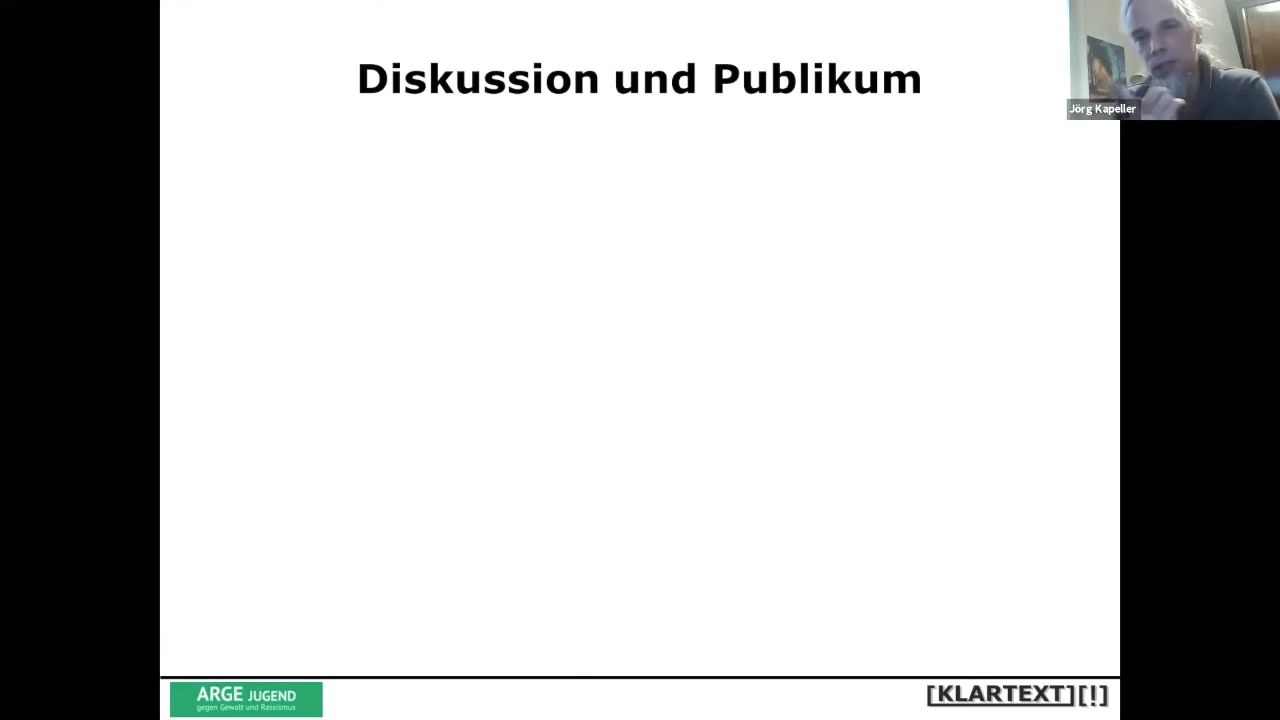 Diskussion und Publikum
Jörg Kapeller
ARGE JUGEND
gegen Gewalt und Rassismus
[KLARTEXT][!]